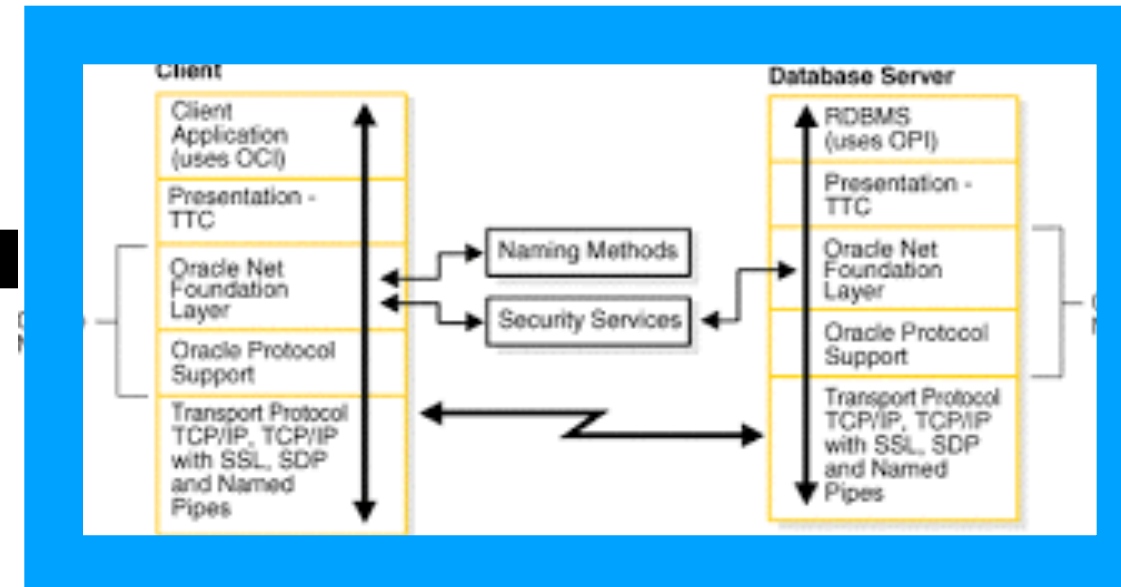 Client
Client
Application
(uses OCI)
Presentation -
TTC
Oracle Net
Foundation
Layer
Oracle Protocol
Support
Transport Protocol
TCP/IP, TCP/IP
with SSL, SDP
and Named
Pipes
Naming Methods
Security Services
Database Server
RDBMS
(uses OPI)
Presentation -
TTC
Oracle Net
Foundation
Layer
Oracle Protocol
Support
Transport Protocol
TCP/IP, TCP/IP
with SSL, SDP
and Named
Pipes